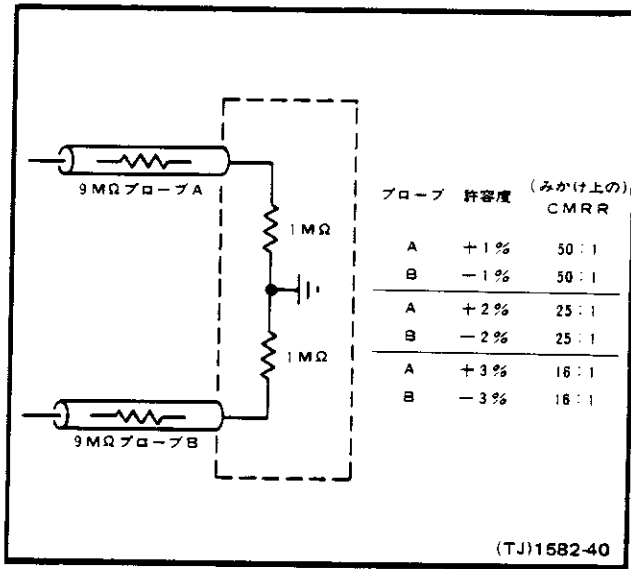 9MΩプローブA
1MΩ
1MΩ
9MΩプローブB
プローブ 許容度 (みかけ上の) CMRR
A +1% 50:1
B -1% 50:1
A +2% 25:1
B -2% 25:1
A +3% 16:1
B -3% 16:1
(TJ)1582-40